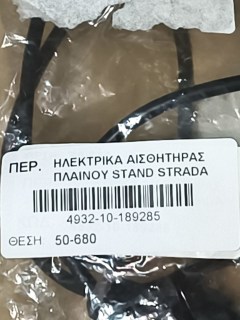 ΠΕΡ. ΗΛΕΚΤΡΙΚΑ ΑΙΣΘΗΤΗΡΑΣ
ΠΛΑΙΝΟΥ STAND STRADA
4932-10-189285
ΘΕΣΗ 50-680